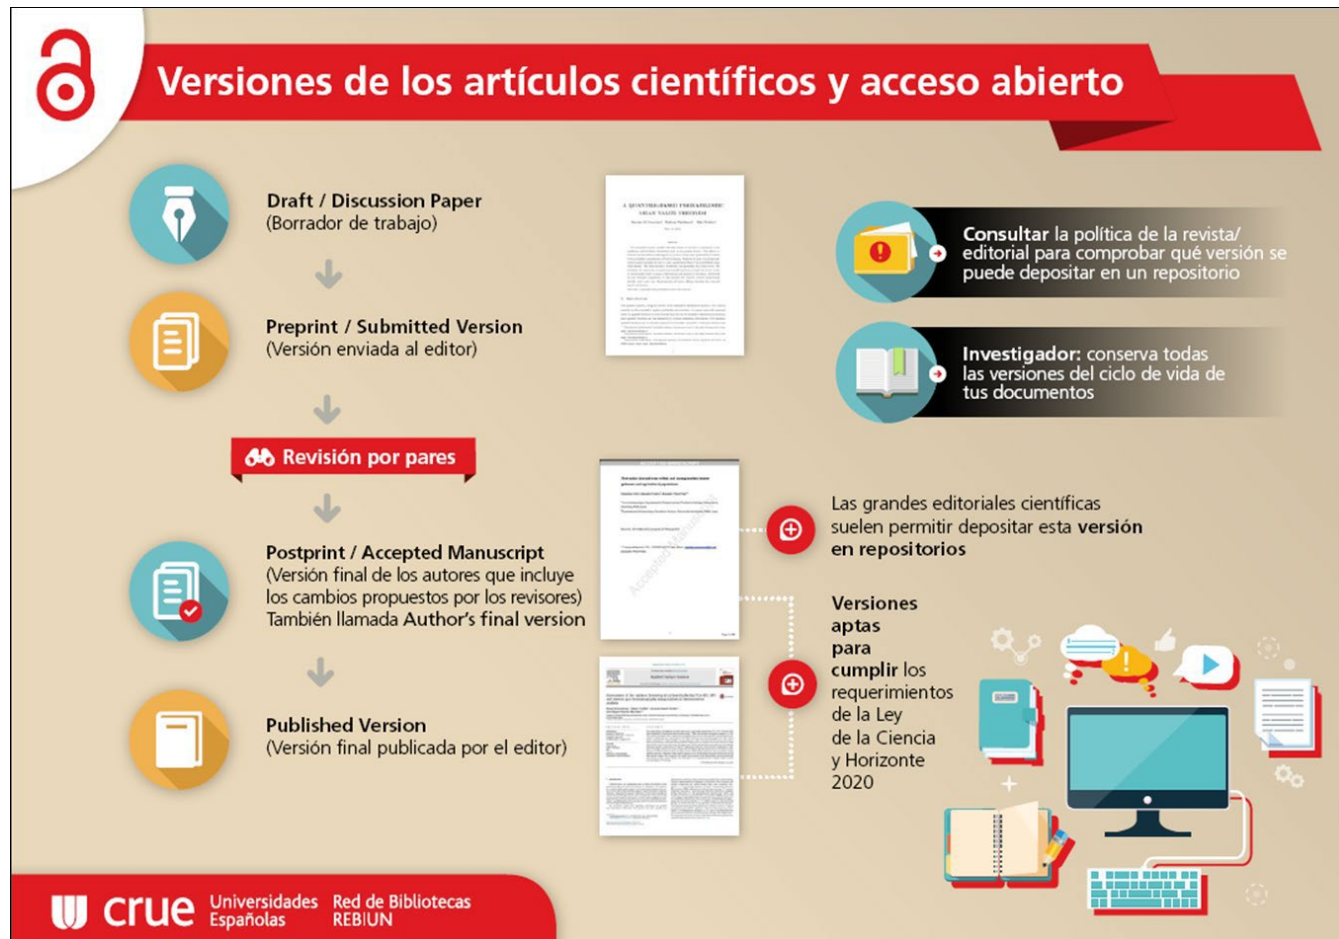 Versiones de los artículos científicos y acceso abierto
Draft / Discussion Paper
(Borrador de trabajo)
Preprint / Submitted Version
(Versión enviada al editor)
Revisión por pares
Postprint / Accepted Manuscript
(Versión final de los autores que incluye
los cambios propuestos por los revisores)
También llamada Author's final version
Published Version
(Versión final publicada por el editor)
Accepted Manuscript
Consultar la política de la revista/
editorial para comprobar qué versión se
puede depositar en un repositorio
Investigador: conserva todas
las versiones del ciclo de vida de
tus documentos
Las grandes editoriales científicas
suelen permitir depositar esta versión
en repositorios
Versiones
aptas
para
cumplir los
requerimientos
de la Ley
de la Ciencia
y Horizonte
2020
crue
Universidades
Españolas
Red de Bibliotecas
REBIUN